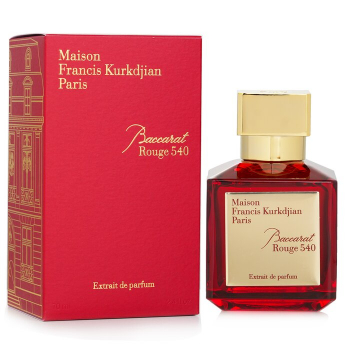 Maison
Francis Kurkdjian
Paris
Baccarat
Rouge 540
Extrait de parfum
Maison
Francis Kurkdjian
Paris
Baccarat
Rouge 540
Extrait de parfum